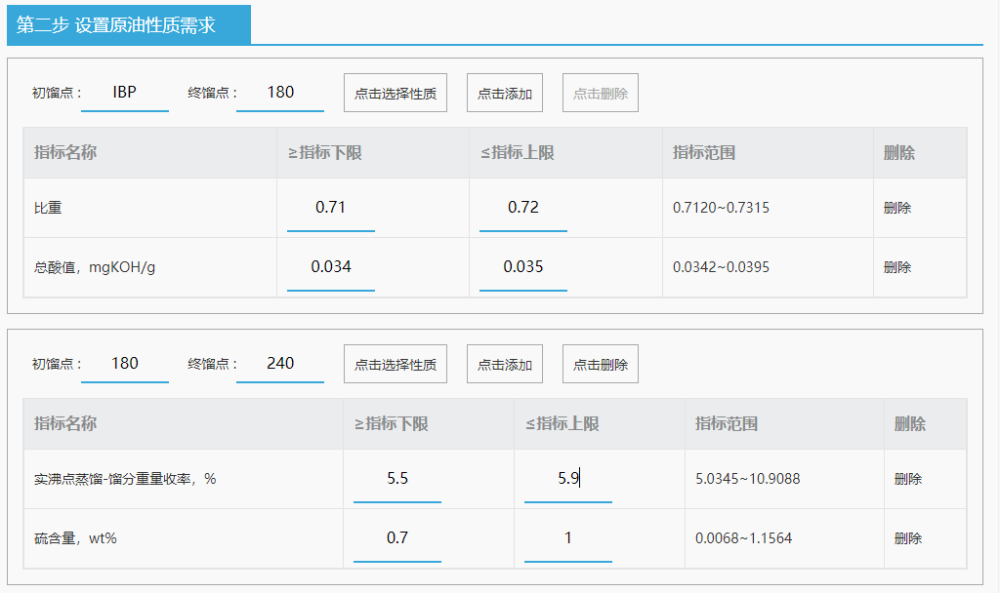 第二步 设置原油性质需求
初馏点： IBP 终馏点： 180 点击选择性质 点击添加 点击删除
指标名称 ≥指标下限 ≤指标上限 指标范围 删除
比重 0.71 0.72 0.7120~0.7315 删除
总酸值，mgKOH/g 0.034 0.035 0.0342~0.0395 删除
初馏点： 180 终馏点： 240 点击选择性质 点击添加 点击删除
指标名称 ≥指标下限 ≤指标上限 指标范围 删除
实沸点蒸馏-馏分重量收率，% 5.5 5.9 5.0345~10.9088 删除
硫含量，wt% 0.7 1 0.0068~1.1564 删除